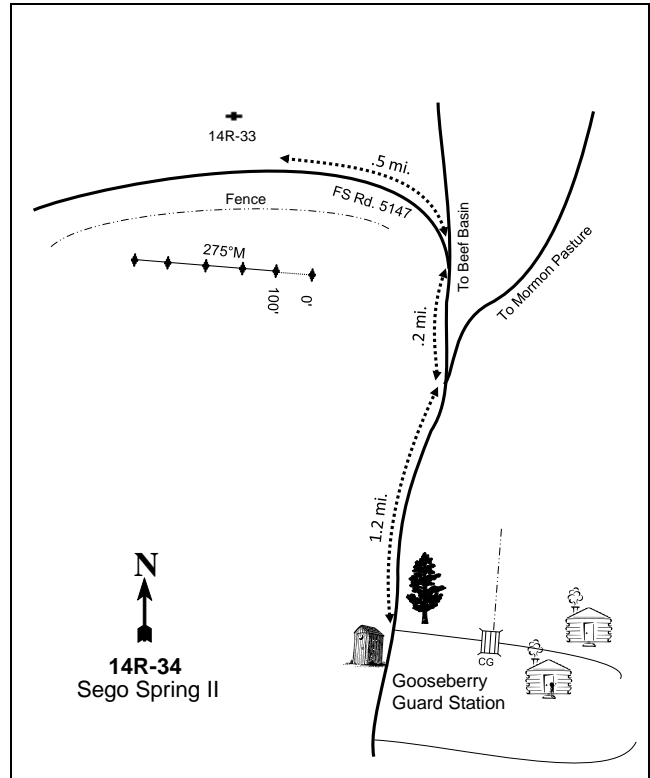 14R-33
.5 mi.
FS Rd. 5147
Fence
To Beef Basin
275°M
100'
0'
To Mormon Pasture
.2 mi.
1.2 mi.
N
14R-34
Sego Spring II
CG
Gooseberry
Guard Station